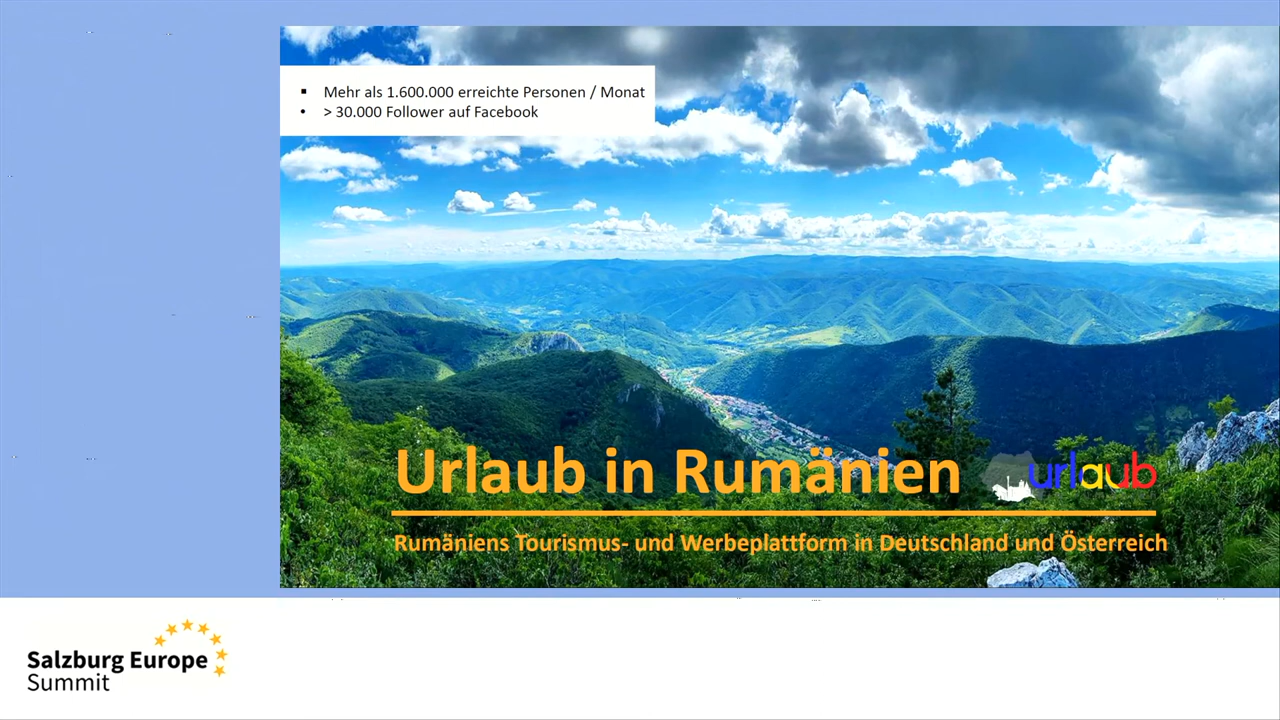 ▪ Mehr als 1.600.000 erreichte Personen / Monat
• > 30.000 Follower auf Facebook
Urlaub in Rumänien
urlaub
Rumäniens Tourismus- und Werbeplattform in Deutschland und Österreich
Salzburg Europe
Summit